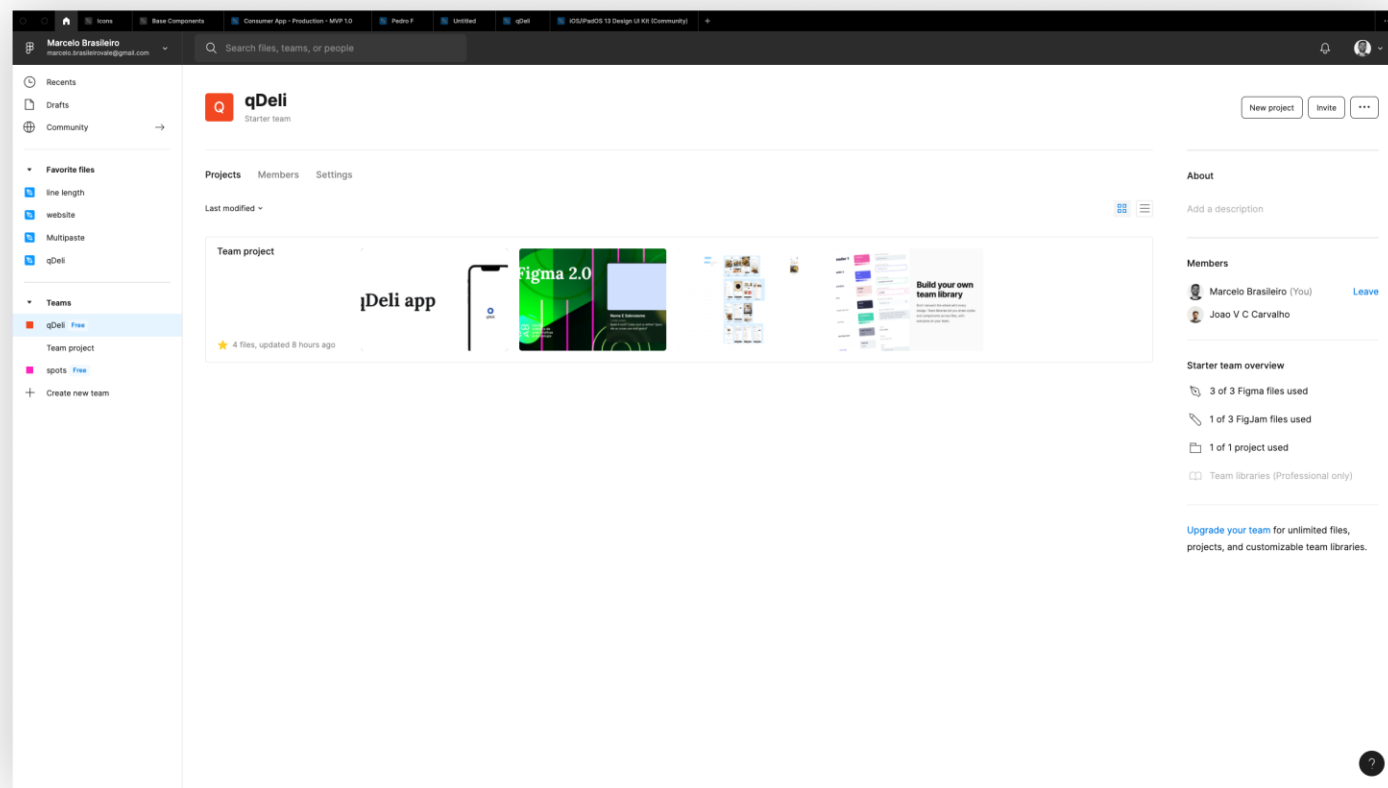 Icons
Base Components
Consumer App - Production - MVP 1.0
Pedro F
Untitled
qDeli
iOS/iPadOS 13 Design UI Kit (Community)
Marcelo Brasileiro
marcelo.brasileirovale@gmail.com
Search files, teams, or people
Recents
Drafts
Community
Favorite files
line length
website
Multipaste
qDeli
Teams
qDeli Free
Team project
spots Free
Create new team
Q
qDeli
Starter team
New project
Invite
Projects Members Settings
Last modified
Team project
4 files, updated 8 hours ago
Deli app
Figma 2.0
Build your own
team library
About
Add a description
Members
Marcelo Brasileiro (You) Leave
Joao V C Carvalho
Starter team overview
3 of 3 Figma files used
1 of 3 FigJam files used
1 of 1 project used
Team libraries (Professional only)
Upgrade your team for unlimited files,
projects, and customizable team libraries.
?